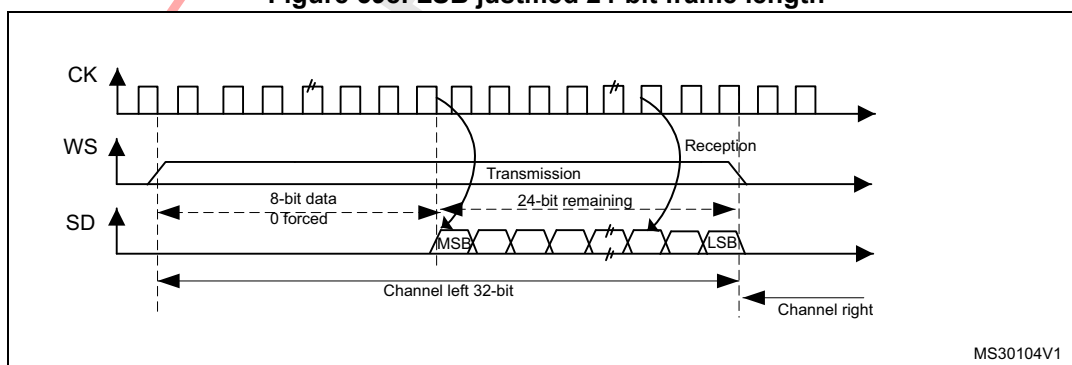 CK
WS
Reception
Transmission
8-bit data
0 forced
24-bit remaining
SD
MSB
LSB
Channel left 32-bit
Channel right
MS30104V1